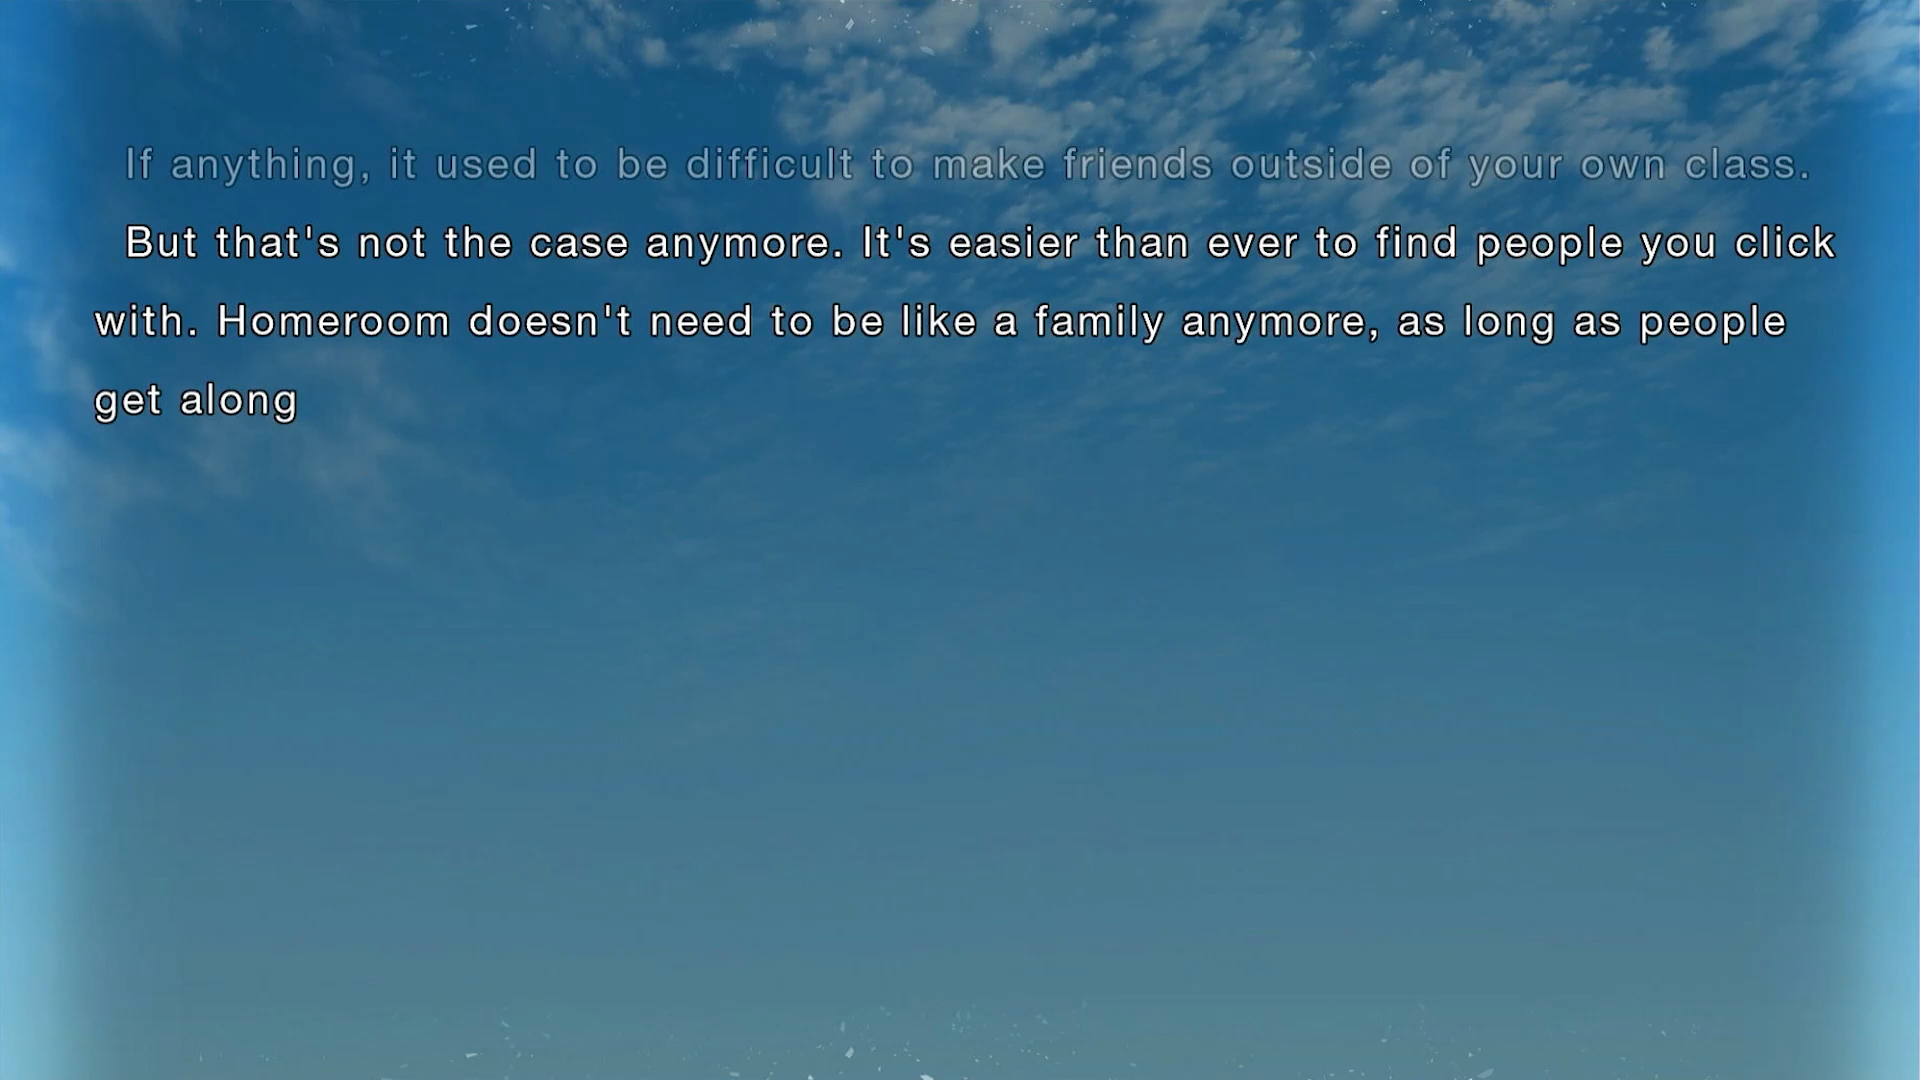 If anything, it used to be difficult to make friends outside of your own class.
But that's not the case anymore. It's easier than ever to find people you click
with. Homeroom doesn't need to be like a family anymore, as long as people
get along